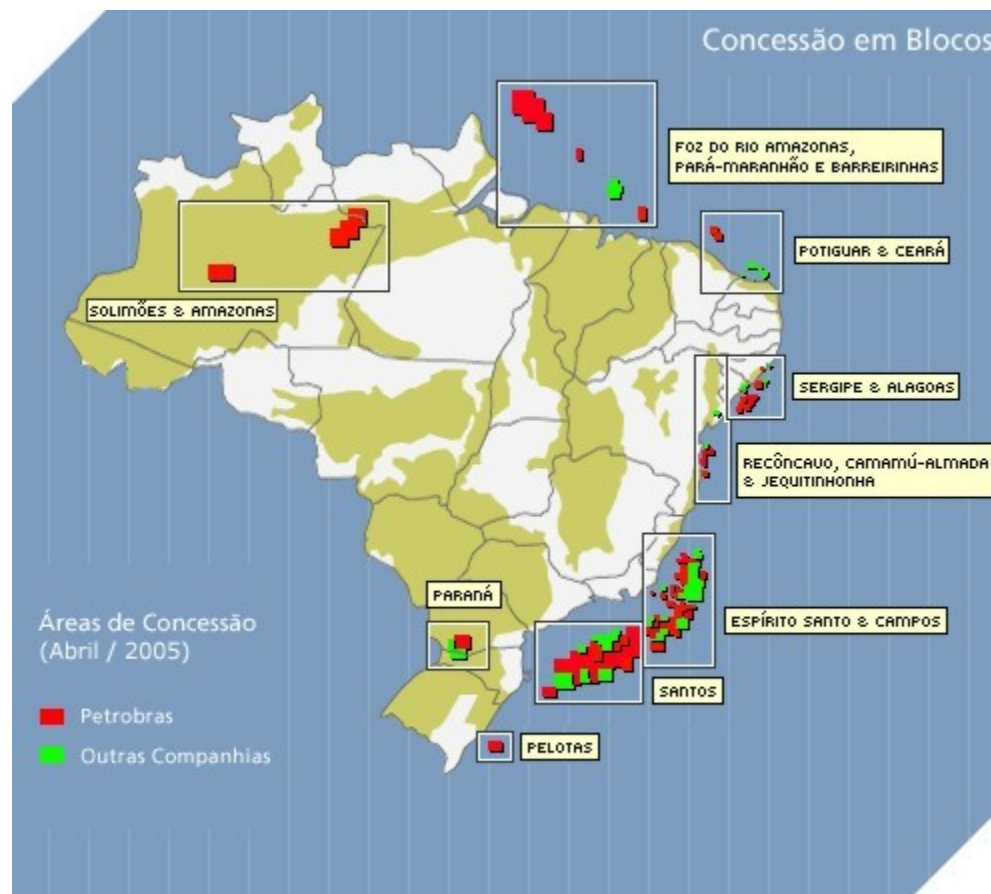 Concessão em Blocos
FOZ DO RIO AMAZONAS,
PARÁ-MARANHÃO E BARREIRINHAS
POTIGUAR & CEARÁ
SOLIMÕES & AMAZONAS
SERGIPE & ALAGOAS
RECÔNCAVO, CAMAMÚ-ALMADA
& JEQUITINHONHA
PARANÁ
ESPÍRITO SANTO & CAMPOS
SANTOS
PELOTAS
Áreas de Concessão
(Abril / 2005)
Petrobras
Outras Companhias